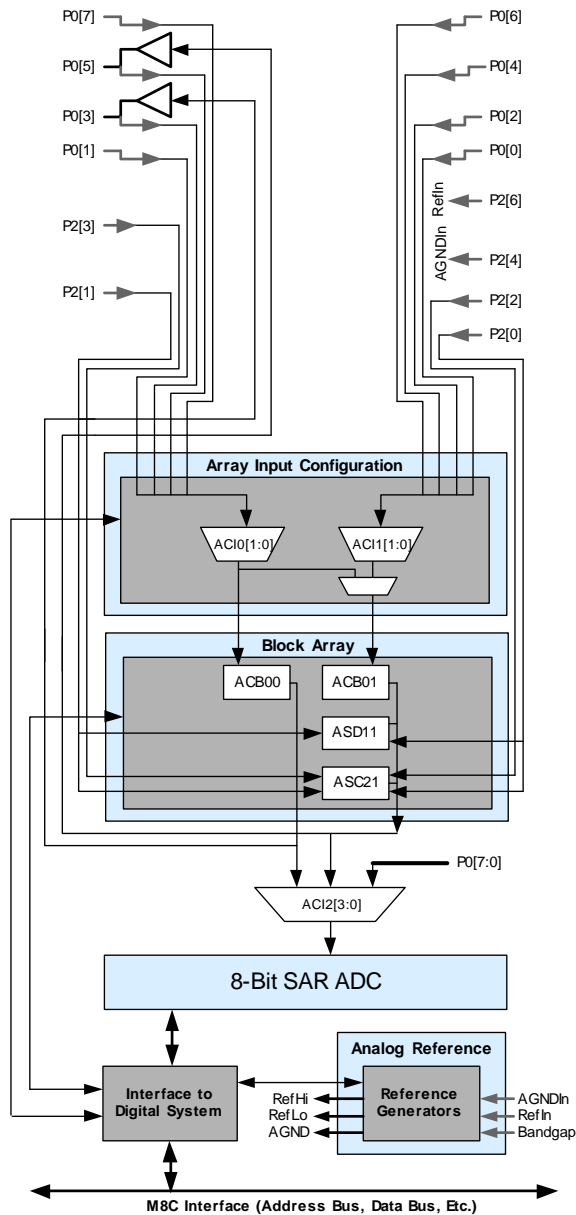 P0[7]
P0[6]
P0[5]
P0[4]
P0[3]
P0[2]
P0[1]
P0[0]
RefIn
P2[6]
P2[3]
AGNDIn
P2[4]
P2[1]
P2[2]
P2[0]
Array Input Configuration
ACI0[1:0]
ACI1[1:0]
Block Array
ACB00
ACB01
ASD11
ASC21
P0[7:0]
ACI2[3:0]
8-Bit SAR ADC
Analog Reference
Interface to
Digital System
RefHi
RefLo
AGND
Reference
Generators
AGNDIn
RefIn
Bandgap
M8C Interface (Address Bus, Data Bus, Etc.)